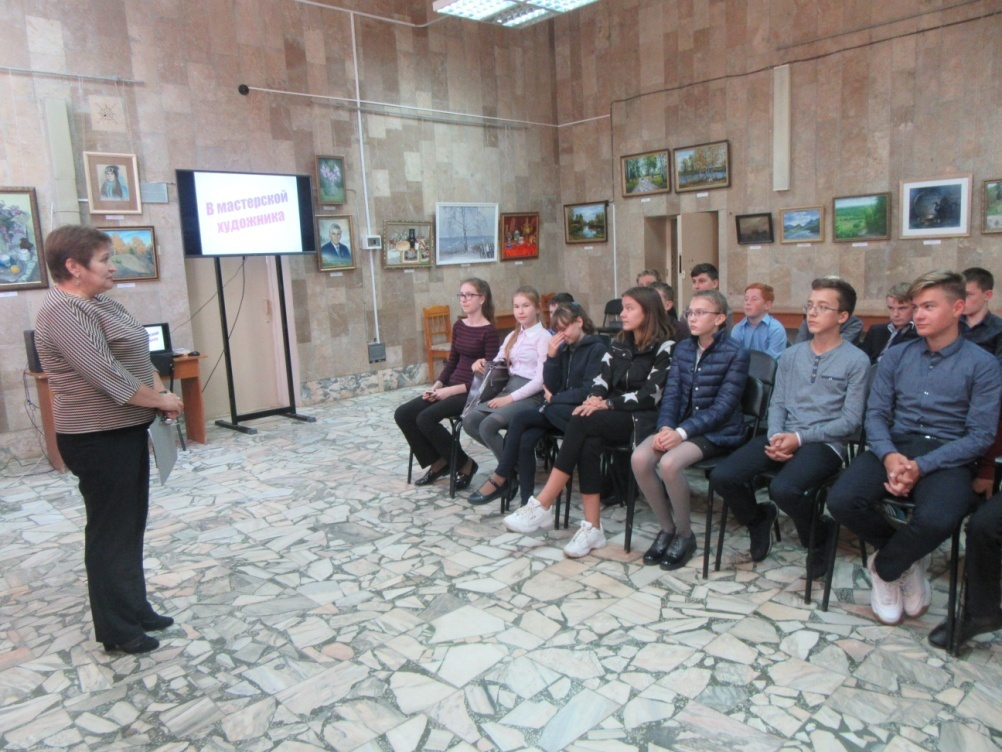 В мастерской
художника